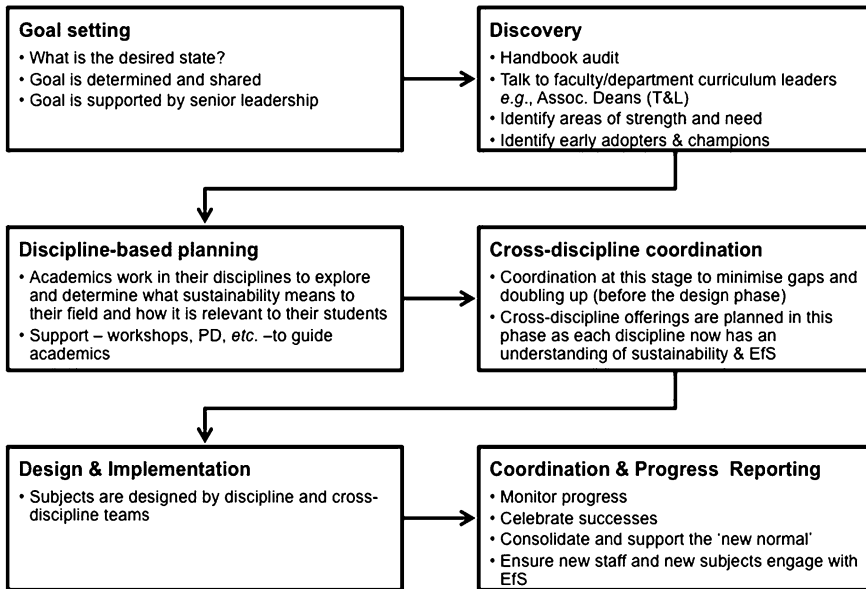 Goal setting
• What is the desired state?
• Goal is determined and shared
• Goal is supported by senior leadership
Discovery
• Handbook audit
• Talk to faculty/department curriculum leaders
e.g., Assoc. Deans (T&L)
• Identify areas of strength and need
• Identify early adopters & champions
Discipline-based planning
• Academics work in their disciplines to explore
and determine what sustainability means to
their field and how it is relevant to their students
• Support – workshops, PD, etc. –to guide
academics
Cross-discipline coordination
• Coordination at this stage to minimise gaps and
doubling up (before the design phase)
• Cross-discipline offerings are planned in this
phase as each discipline now has an
understanding of sustainability & EfS
Design & Implementation
• Subjects are designed by discipline and cross-
discipline teams
Coordination & Progress Reporting
• Monitor progress
• Celebrate successes
• Consolidate and support the ‘new normal’
• Ensure new staff and new subjects engage with
EfS